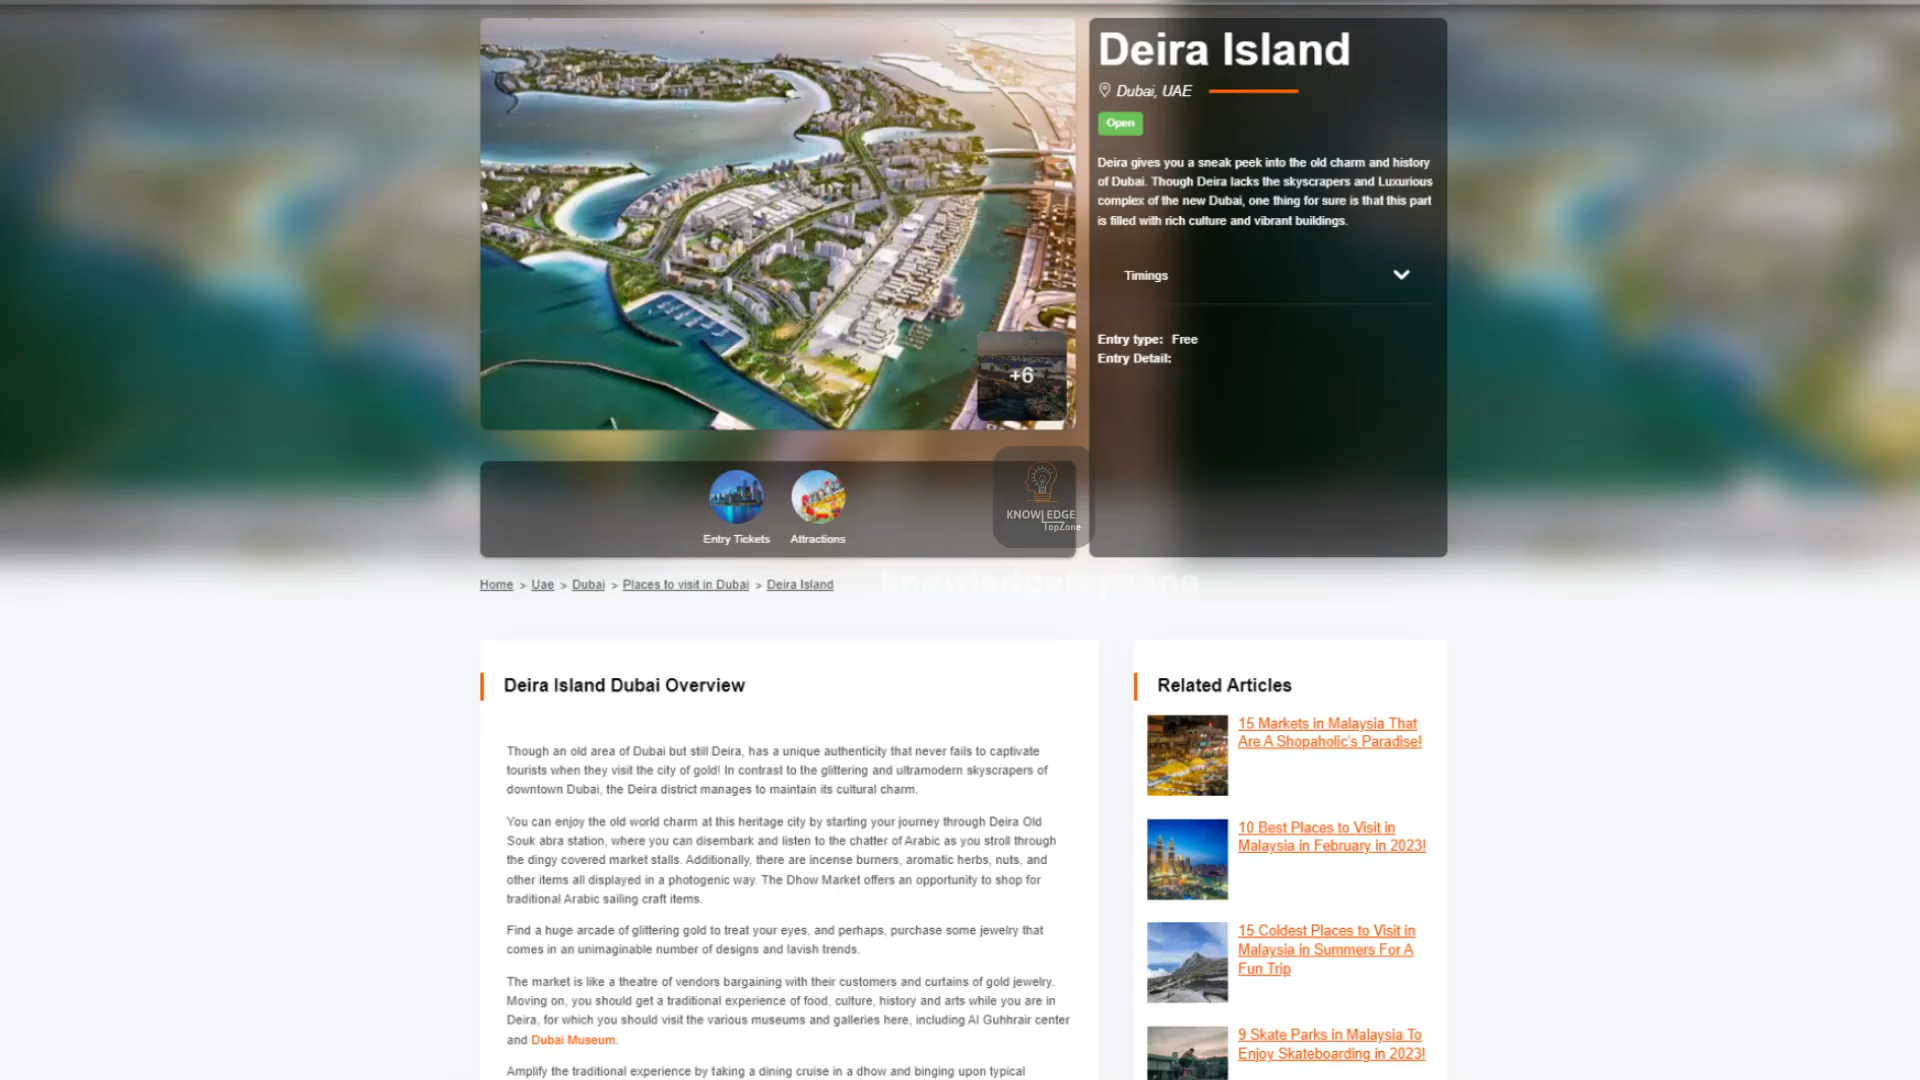 Deira Island
Dubai, UAE
Open
Deira gives you a sneak peek into the old charm and history
of Dubai. Though Deira lacks the skyscrapers and Luxurious
complex of the new Dubai, one thing for sure is that this part
is filled with rich culture and vibrant buildings.
Timings
Entry type: Free
Entry Detail:
+6
Entry Tickets
Attractions
KNOWLEDGE
TopZone
Home > Uae > Dubai > Places to visit in Dubai > Deira Island
knowledgetopzone
Deira Island Dubai Overview
Though an old area of Dubai but still Deira, has a unique authenticity that never fails to captivate
tourists when they visit the city of gold! In contrast to the glittering and ultramodern skyscrapers of
downtown Dubai, the Deira district manages to maintain its cultural charm.
You can enjoy the old world charm at this heritage city by starting your journey through Deira Old
Souk abra station, where you can disembark and listen to the chatter of Arabic as you stroll through
the dingy covered market stalls. Additionally, there are incense burners, aromatic herbs, nuts, and
other items all displayed in a photogenic way. The Dhow Market offers an opportunity to shop for
traditional Arabic sailing craft items.
Find a huge arcade of glittering gold to treat your eyes, and perhaps, purchase some jewelry that
comes in an unimaginable number of designs and lavish trends.
The market is like a theatre of vendors bargaining with their customers and curtains of gold jewelry.
Moving on, you should get a traditional experience of food, culture, history and arts while you are in
Deira, for which you should visit the various museums and galleries here, including Al Guhhrair center
and Dubai Museum.
Amplify the traditional experience by taking a dining cruise in a dhow and binging upon typical
Related Articles
15 Markets in Malaysia That
Are A Shopaholic's Paradise!
10 Best Places to Visit in
Malaysia in February in 2023!
15 Coldest Places to Visit in
Malaysia in Summers For A
Fun Trip
9 Skate Parks in Malaysia To
Enjoy Skateboarding in 2023!